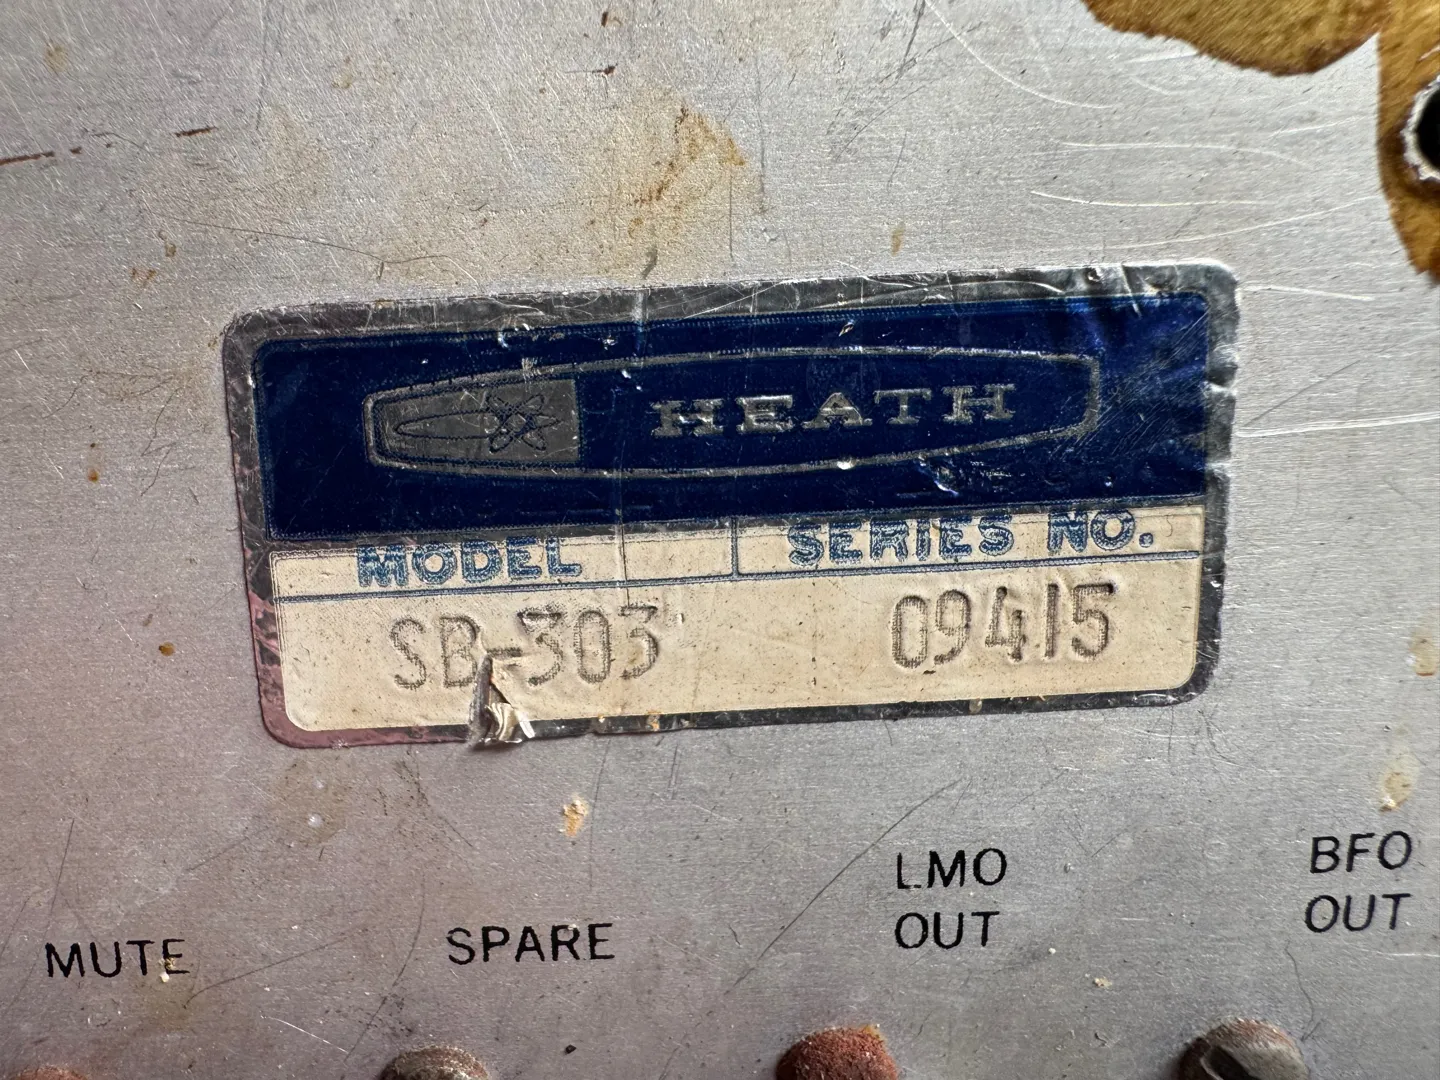 HEATH
MODEL SERIES NO.
SB-303 09415
LMO BFO
OUT OUT
MUTE SPARE